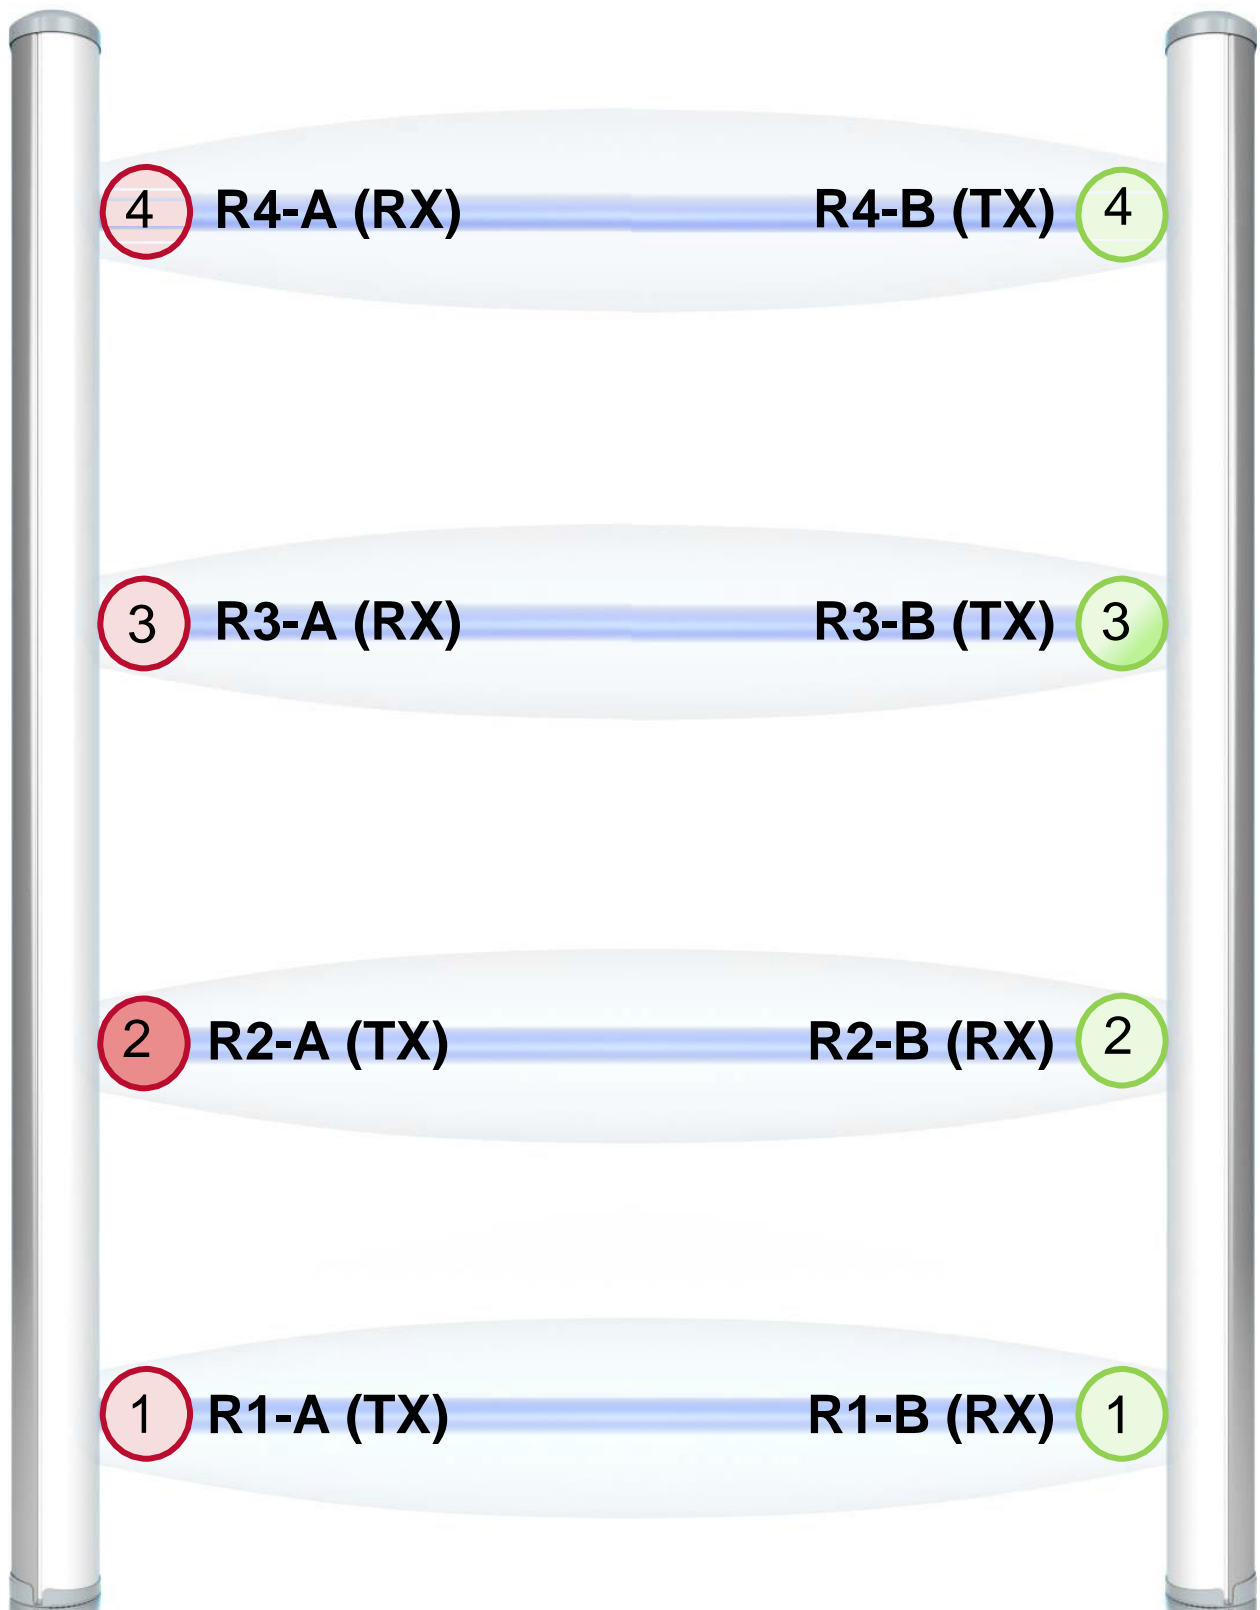 4 R4-A (RX) R4-B (TX) 4
3 R3-A (RX) R3-B (TX) 3
2 R2-A (TX) R2-B (RX) 2
1 R1-A (TX) R1-B (RX) 1